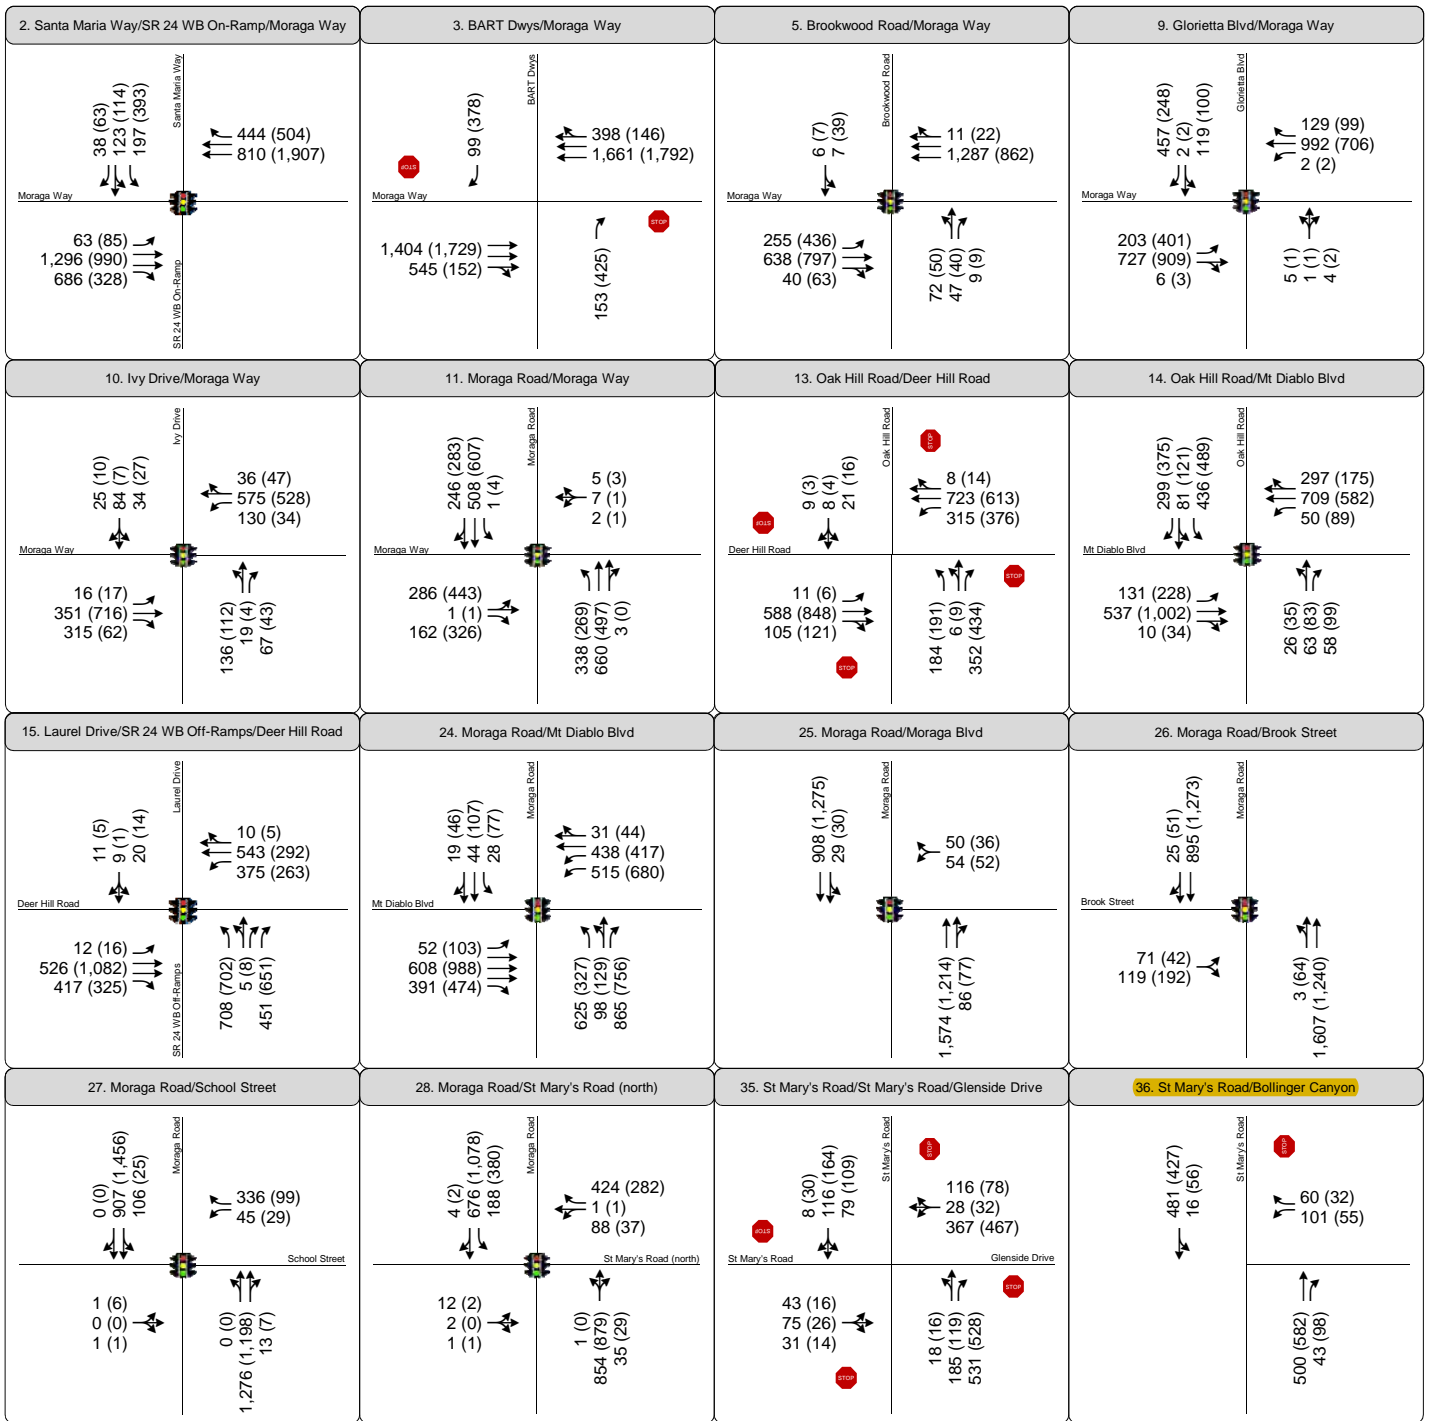 2. Santa Maria Way/SR 24 WB On-Ramp/Moraga Way
38 (63)
123 (114)
197 (393)
Santa Maria Way
444 (504)
810 (1,907)
Moraga Way
63 (85)
1,296 (990)
686 (328)
SR 24 WB On-Ramp
3. BART Dwys/Moraga Way
99 (378)
BART Dwys
398 (146)
1,661 (1,792)
STOP
Moraga Way
STOP
1,404 (1,729)
545 (152)
153 (425)
5. Brookwood Road/Moraga Way
6 (7)
7 (39)
Brookwood Road
11 (22)
1,287 (862)
Moraga Way
255 (436)
638 (797)
40 (63)
72 (50)
47 (40)
9 (9)
9. Glorietta Blvd/Moraga Way
457 (248)
2 (2)
119 (100)
Glorietta Blvd
129 (99)
992 (706)
2 (2)
Moraga Way
203 (401)
727 (909)
6 (3)
5 (1)
1 (1)
4 (2)
10. Ivy Drive/Moraga Way
25 (10)
84 (7)
34 (27)
Ivy Drive
36 (47)
575 (528)
130 (34)
Moraga Way
16 (17)
351 (716)
315 (62)
136 (112)
19 (4)
67 (43)
11. Moraga Road/Moraga Way
246 (283)
508 (607)
1 (4)
Moraga Road
5 (3)
7 (1)
2 (1)
Moraga Way
286 (443)
1 (1)
162 (326)
338 (269)
660 (497)
3 (0)
13. Oak Hill Road/Deer Hill Road
9 (3)
8 (4)
21 (16)
Oak Hill Road
STOP
8 (14)
723 (613)
315 (376)
STOP
Deer Hill Road
STOP
11 (6)
588 (848)
105 (121)
STOP
184 (191)
6 (9)
352 (434)
14. Oak Hill Road/Mt Diablo Blvd
299 (375)
81 (121)
436 (489)
Oak Hill Road
297 (175)
709 (582)
50 (89)
Mt Diablo Blvd
131 (228)
537 (1,002)
10 (34)
26 (35)
63 (83)
58 (99)
15. Laurel Drive/SR 24 WB Off-Ramps/Deer Hill Road
11 (5)
9 (1)
20 (14)
Laurel Drive
10 (5)
543 (292)
375 (263)
Deer Hill Road
12 (16)
526 (1,082)
417 (325)
SR 24 WB Off-Ramps
708 (702)
5 (8)
451 (651)
24. Moraga Road/Mt Diablo Blvd
19 (46)
44 (107)
28 (77)
Moraga Road
31 (44)
438 (417)
515 (680)
Mt Diablo Blvd
52 (103)
608 (988)
391 (474)
625 (327)
98 (129)
865 (756)
25. Moraga Road/Moraga Blvd
908 (1,275)
29 (30)
Moraga Road
50 (36)
54 (52)
1,574 (1,214)
86 (77)
26. Moraga Road/Brook Street
25 (51)
895 (1,273)
Moraga Road
Brook Street
71 (42)
119 (192)
3 (64)
1,607 (1,240)
27. Moraga Road/School Street
0 (0)
907 (1,456)
106 (25)
Moraga Road
336 (99)
45 (29)
School Street
1 (6)
0 (0)
1 (1)
0 (0)
1,276 (1,198)
13 (7)
28. Moraga Road/St Mary's Road (north)
4 (2)
676 (1,078)
188 (380)
Moraga Road
424 (282)
1 (1)
88 (37)
St Mary's Road (north)
12 (2)
2 (0)
1 (1)
1 (0)
854 (879)
35 (29)
35. St Mary's Road/St Mary's Road/Glenside Drive
8 (30)
116 (164)
79 (109)
St Mary's Road
STOP
116 (78)
28 (32)
367 (467)
STOP
St Mary's Road
Glenside Drive
STOP
43 (16)
75 (26)
31 (14)
STOP
18 (16)
185 (119)
531 (528)
36. St Mary's Road/Bollinger Canyon
481 (427)
16 (56)
St Mary's Road
STOP
60 (32)
101 (55)
500 (582)
43 (98)